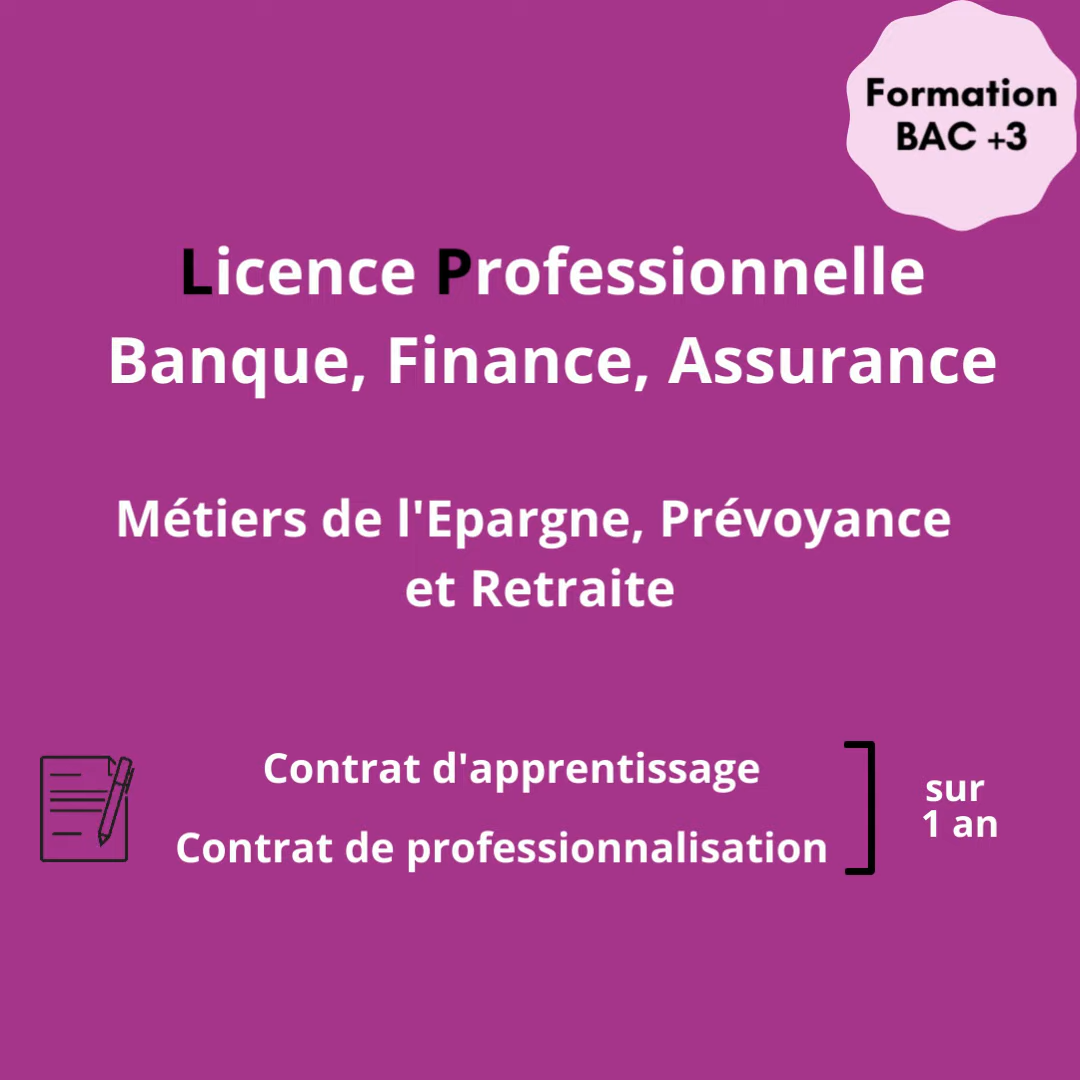 Formation
BAC +3
Licence Professionnelle
Banque, Finance, Assurance
Métiers de l'Epargne, Prévoyance
et Retraite
Contrat d'apprentissage
Contrat de professionnalisation
sur
1 an